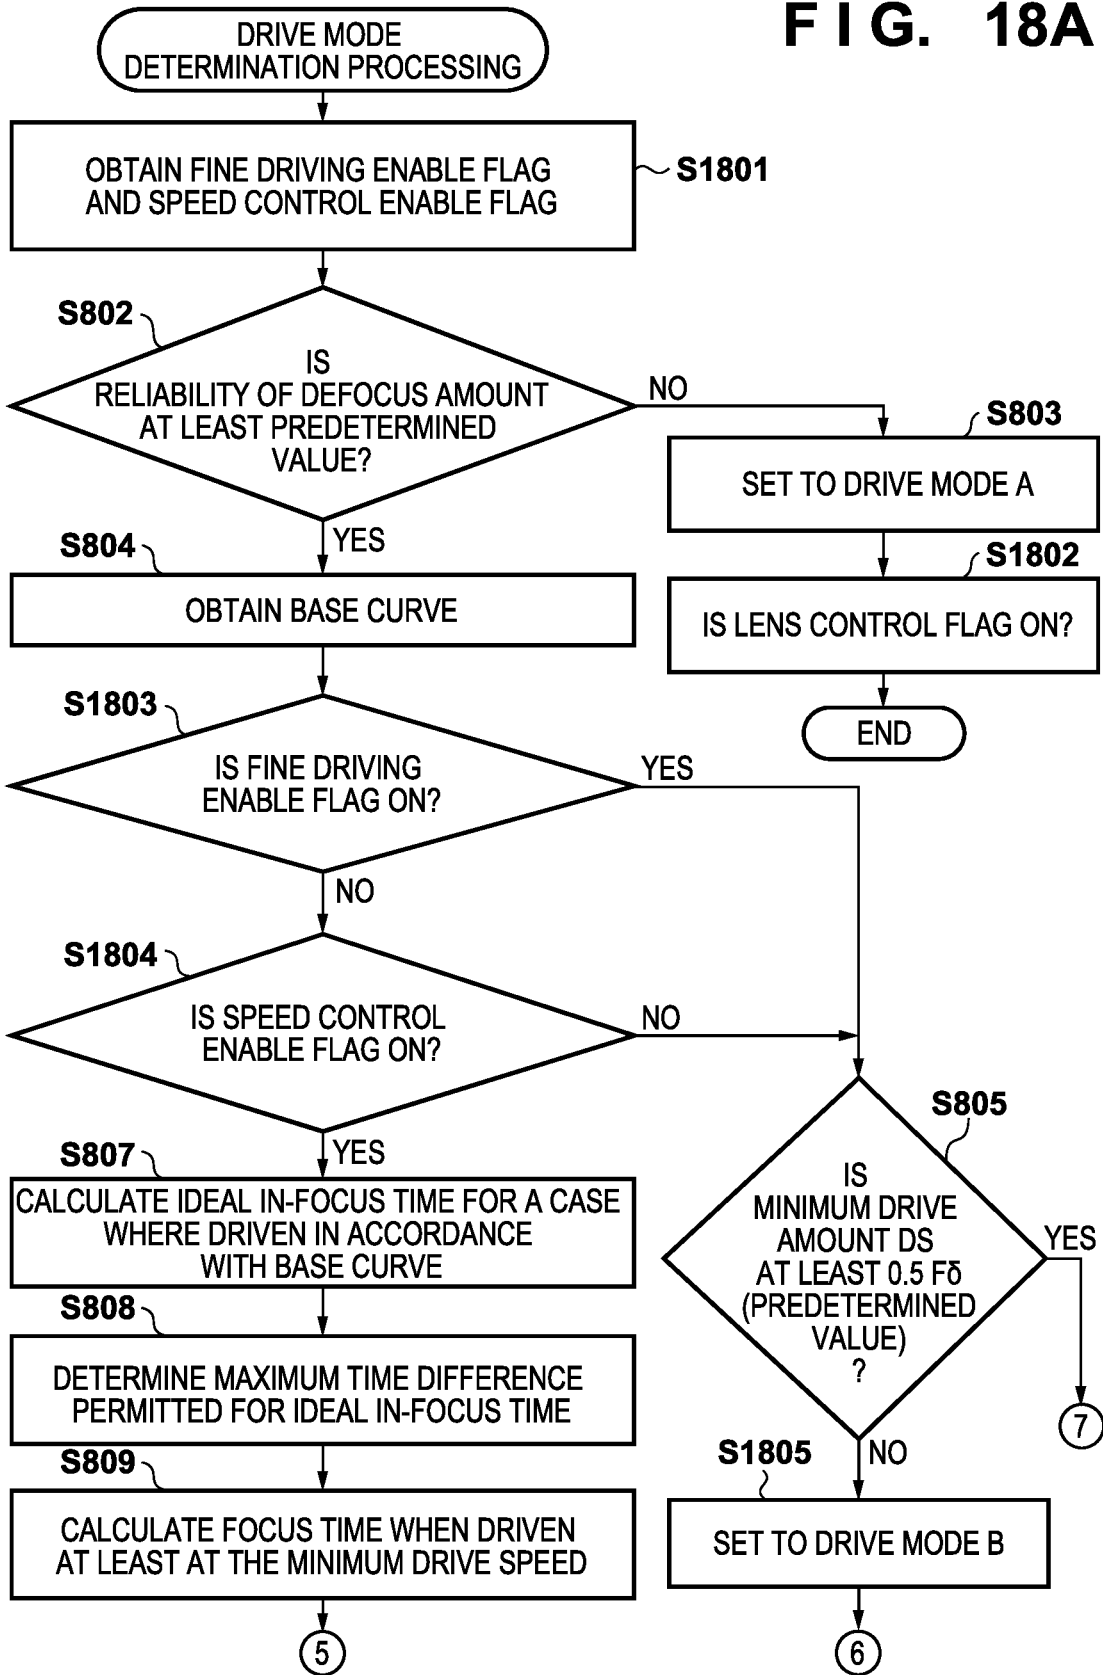 FIG. 18A
DRIVE MODE
DETERMINATION PROCESSING
OBTAIN FINE DRIVING ENABLE FLAG
AND SPEED CONTROL ENABLE FLAG
S1801
S802
IS
RELIABILITY OF DEFOCUS AMOUNT
AT LEAST PREDETERMINED
VALUE?
NO
S803
SET TO DRIVE MODE A
S1802
IS LENS CONTROL FLAG ON?
END
YES
S804
OBTAIN BASE CURVE
S1803
IS FINE DRIVING
ENABLE FLAG ON?
YES
NO
S1804
IS SPEED CONTROL
ENABLE FLAG ON?
NO
YES
S807
CALCULATE IDEAL IN-FOCUS TIME FOR A CASE
WHERE DRIVEN IN ACCORDANCE
WITH BASE CURVE
S808
DETERMINE MAXIMUM TIME DIFFERENCE
PERMITTED FOR IDEAL IN-FOCUS TIME
S809
CALCULATE FOCUS TIME WHEN DRIVEN
AT LEAST AT THE MINIMUM DRIVE SPEED
5
S805
IS
MINIMUM DRIVE
AMOUNT DS
AT LEAST 0.5 Fδ
(PREDETERMINED
VALUE)
?
YES
7
NO
S1805
SET TO DRIVE MODE B
6